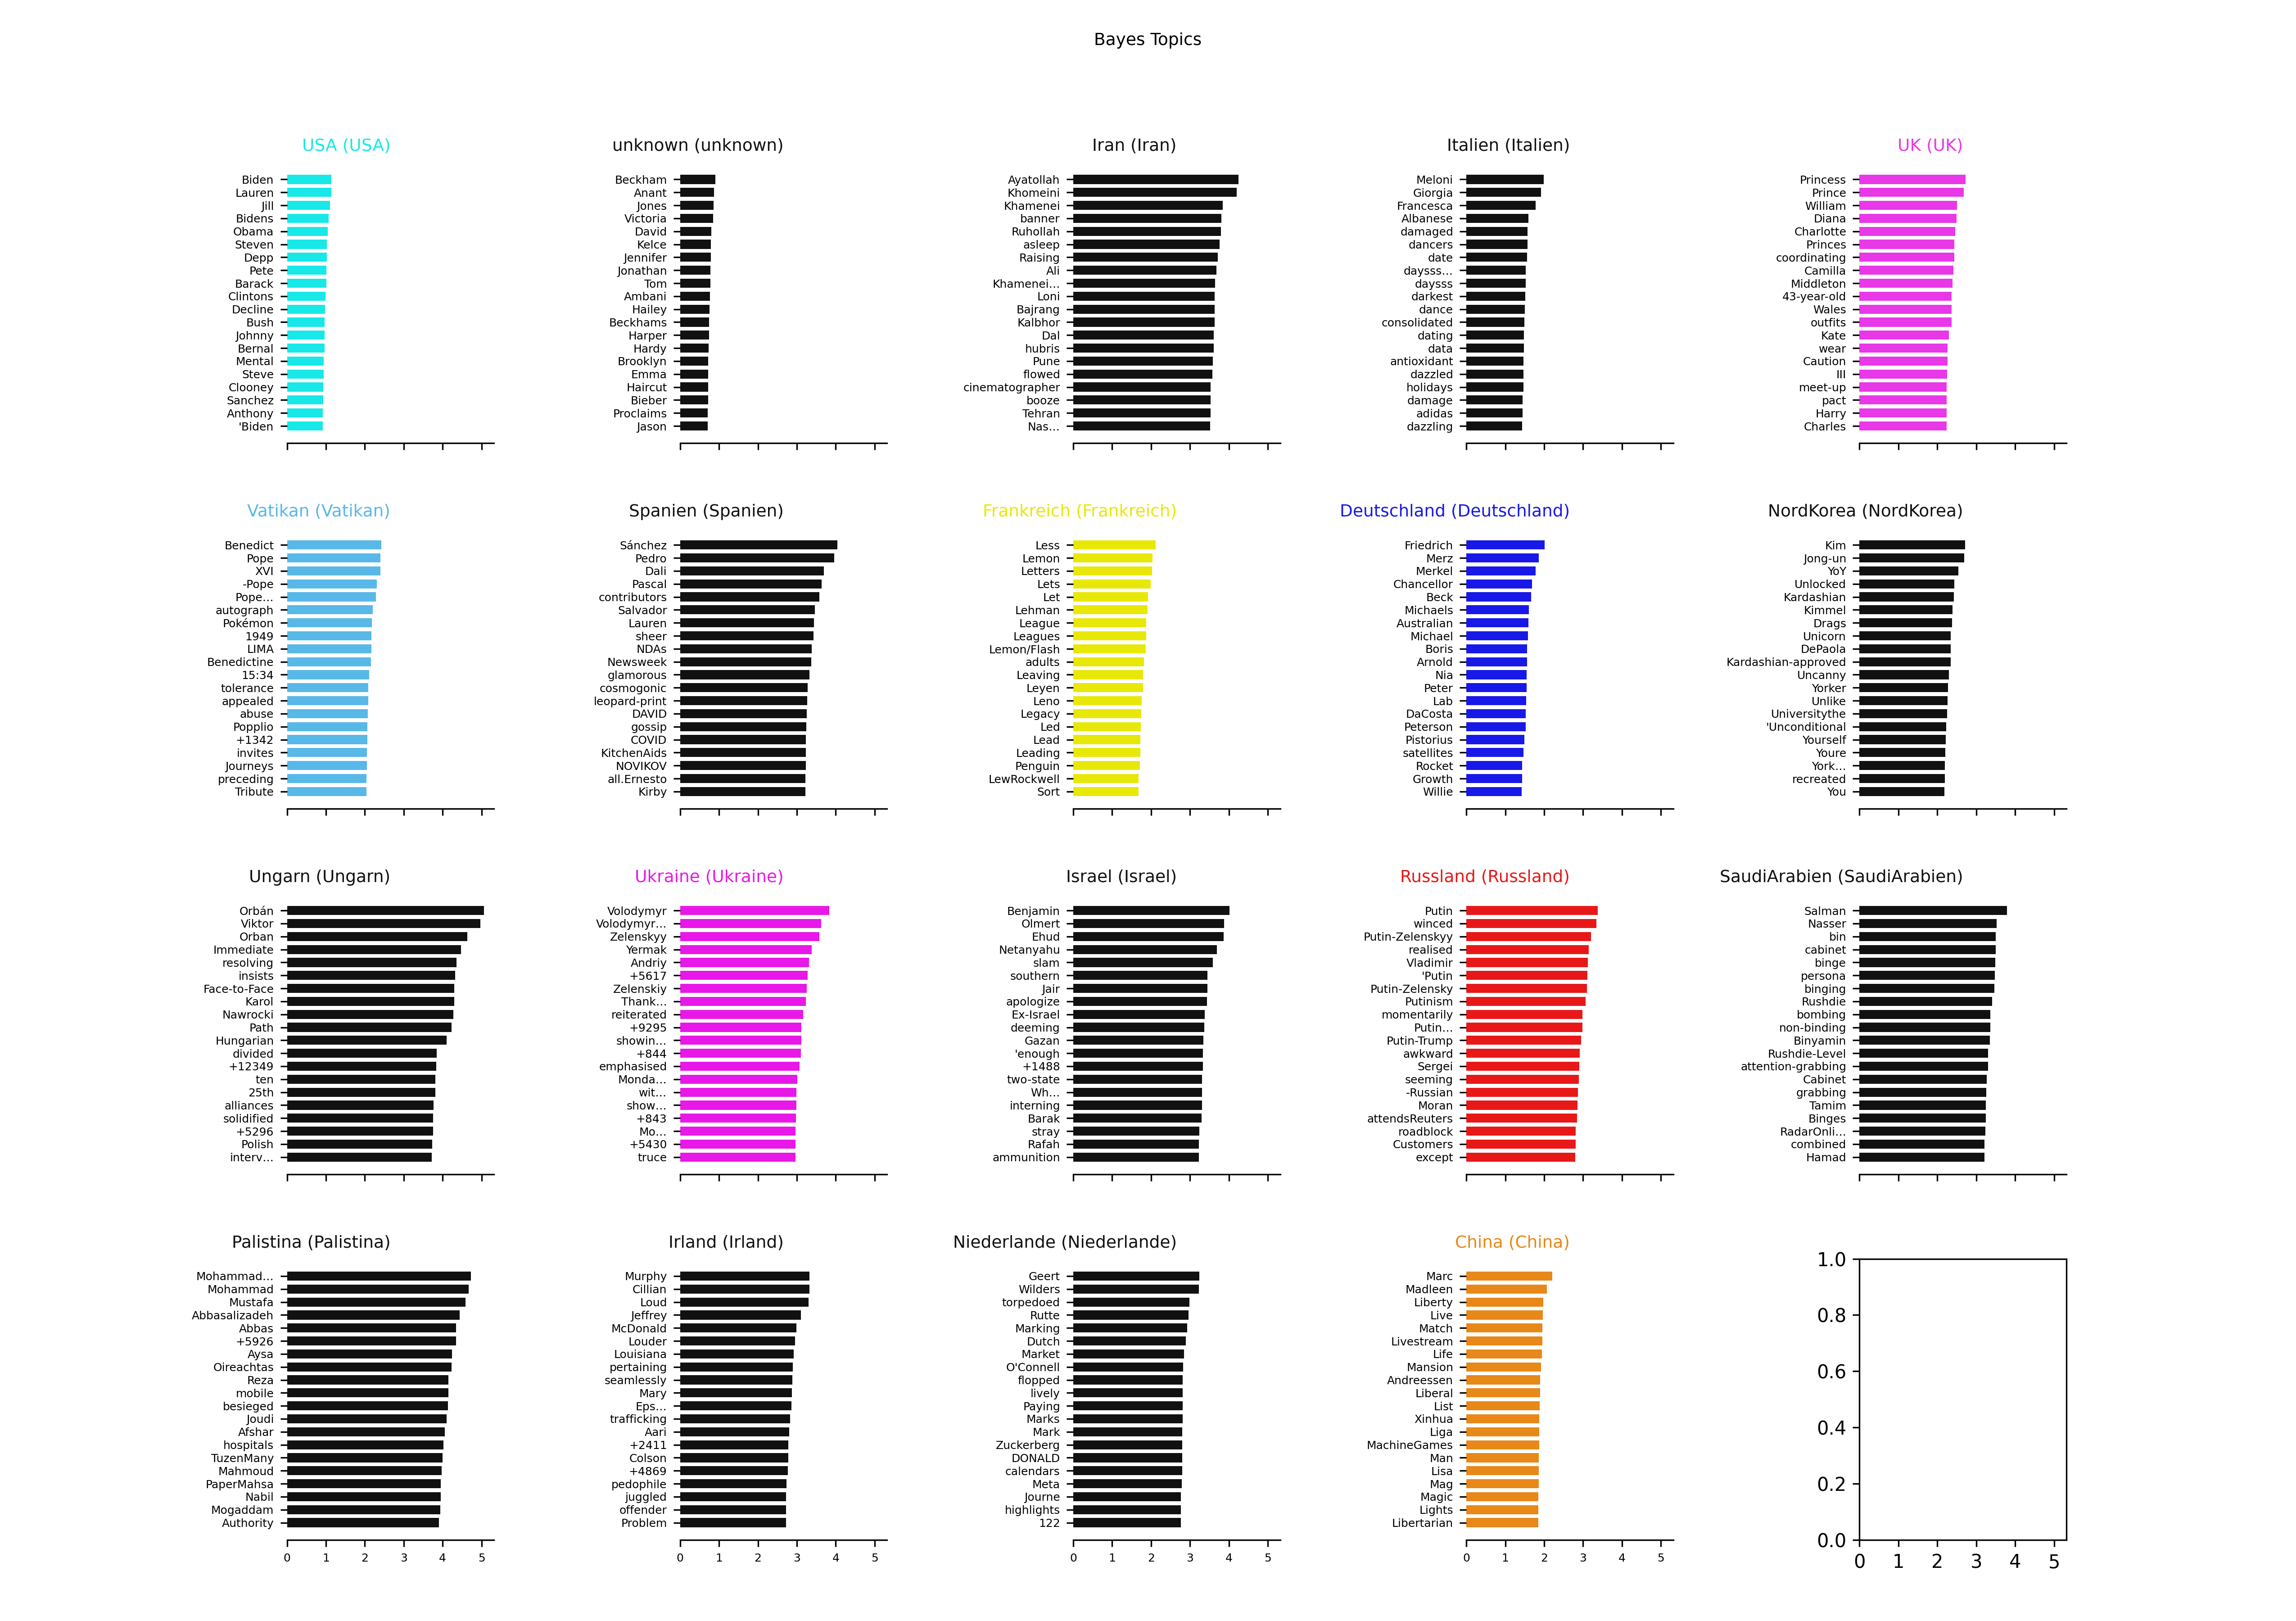 Bayes Topics
USA (USA)
Biden
Lauren
Jill
Bidens
Obama
Steven
Depp
Pete
Barack
Clintons
Decline
Bush
Johnny
Bernal
Mental
Steve
Clooney
Sanchez
Anthony
'Biden
unknown (unknown)
Beckham
Anant
Jones
Victoria
David
Kelce
Jennifer
Jonathan
Tom
Ambani
Hailey
Beckhams
Harper
Hardy
Brooklyn
Emma
Haircut
Bieber
Proclaims
Jason
Iran (Iran)
Ayatollah
Khomeini
Khamenei
banner
Ruhollah
asleep
Raising
Ali
Khamenei…
Loni
Bajrang
Kalbhor
Dal
hubris
Pune
flowed
cinematographer
booze
Tehran
Nas…
Italien (Italien)
Meloni
Giorgia
Francesca
Albanese
damaged
dancers
date
daysss…
daysss
darkest
dance
consolidated
dating
data
antioxidant
dazzled
holidays
damage
adidas
dazzling
UK (UK)
Princess
Prince
William
Diana
Charlotte
Princes
coordinating
Camilla
Middleton
43-year-old
Wales
outfits
Kate
wear
Caution
III
meet-up
pact
Harry
Charles
Vatikan (Vatikan)
Benedict
Pope
XVI
-Pope
Pope…
autograph
Pokémon
1949
LIMA
Benedictine
15:34
tolerance
appealed
abuse
Popplio
+1342
invites
Journeys
preceding
Tribute
Spanien (Spanien)
Sánchez
Pedro
Dali
Pascal
contributors
Salvador
Lauren
sheer
NDAs
Newsweek
glamorous
cosmogonic
leopard-print
DAVID
gossip
COVID
KitchenAids
NOVIKOV
all.Ernesto
Kirby
Frankreich (Frankreich)
Less
Lemon
Letters
Lets
Let
Lehman
League
Leagues
Lemon/Flash
adults
Leaving
Leyen
Leno
Legacy
Led
Lead
Leading
Penguin
LewRockwell
Sort
Deutschland (Deutschland)
Friedrich
Merz
Merkel
Chancellor
Beck
Michaels
Australian
Michael
Boris
Arnold
Nia
Peter
Lab
DaCosta
Peterson
Pistorius
satellites
Rocket
Growth
Willie
NordKorea (NordKorea)
Kim
Jong-un
YoY
Unlocked
Kardashian
Kimmel
Drags
Unicorn
DePaola
Kardashian-approved
Uncanny
Yorker
Unlike
Universitythe
'Unconditional
Yourself
Youre
York…
recreated
You
Ungarn (Ungarn)
Orbán
Viktor
Orban
Immediate
resolving
insists
Face-to-Face
Karol
Nawrocki
Path
Hungarian
divided
+12349
ten
25th
alliances
solidified
+5296
Polish
interv…
Ukraine (Ukraine)
Volodymyr
Volodymyr…
Zelenskyy
Yermak
Andriy
+5617
Zelenskiy
Thank…
reiterated
+9295
showin…
+844
emphasised
Monda…
wit…
show…
+843
Mo…
+5430
truce
Israel (Israel)
Benjamin
Olmert
Ehud
Netanyahu
slam
southern
Jair
apologize
Ex-Israel
deeming
Gazan
'enough
+1488
two-state
Wh…
interning
Barak
stray
Rafah
ammunition
Russland (Russland)
Putin
winced
Putin-Zelenskyy
realised
Vladimir
'Putin
Putin-Zelensky
Putinism
momentarily
Putin…
Putin-Trump
awkward
Sergei
seeming
-Russian
Moran
attendsReuters
roadblock
Customers
except
SaudiArabien (SaudiArabien)
Salman
Nasser
bin
cabinet
binge
persona
binging
Rushdie
bombing
non-binding
Binyamin
Rushdie-Level
attention-grabbing
Cabinet
grabbing
Tamim
Binges
RadarOnli…
combined
Hamad
Palistina (Palistina)
Mohammad…
Mohammad
Mustafa
Abbasalizadeh
Abbas
+5926
Aysa
Oireachtas
Reza
mobile
besieged
Joudi
Afshar
hospitals
TuzenMany
Mahmoud
PaperMahsa
Nabil
Mogaddam
Authority
0 1 2 3 4 5
Irland (Irland)
Murphy
Cillian
Loud
Jeffrey
McDonald
Louder
Louisiana
pertaining
seamlessly
Mary
Eps…
trafficking
Aari
+2411
Colson
+4869
pedophile
juggled
offender
Problem
0 1 2 3 4 5
Niederlande (Niederlande)
Geert
Wilders
torpedoed
Rutte
Marking
Dutch
Market
O'Connell
flopped
lively
Paying
Marks
Mark
Zuckerberg
DONALD
calendars
Meta
Journe
highlights
122
0 1 2 3 4 5
China (China)
Marc
Madleen
Liberty
Live
Match
Livestream
Life
Mansion
Andreessen
Liberal
List
Xinhua
Liga
MachineGames
Man
Lisa
Mag
Magic
Lights
Libertarian
0 1 2 3 4 5
1.0
0.8
0.6
0.4
0.2
0.0
0 1 2 3 4 5